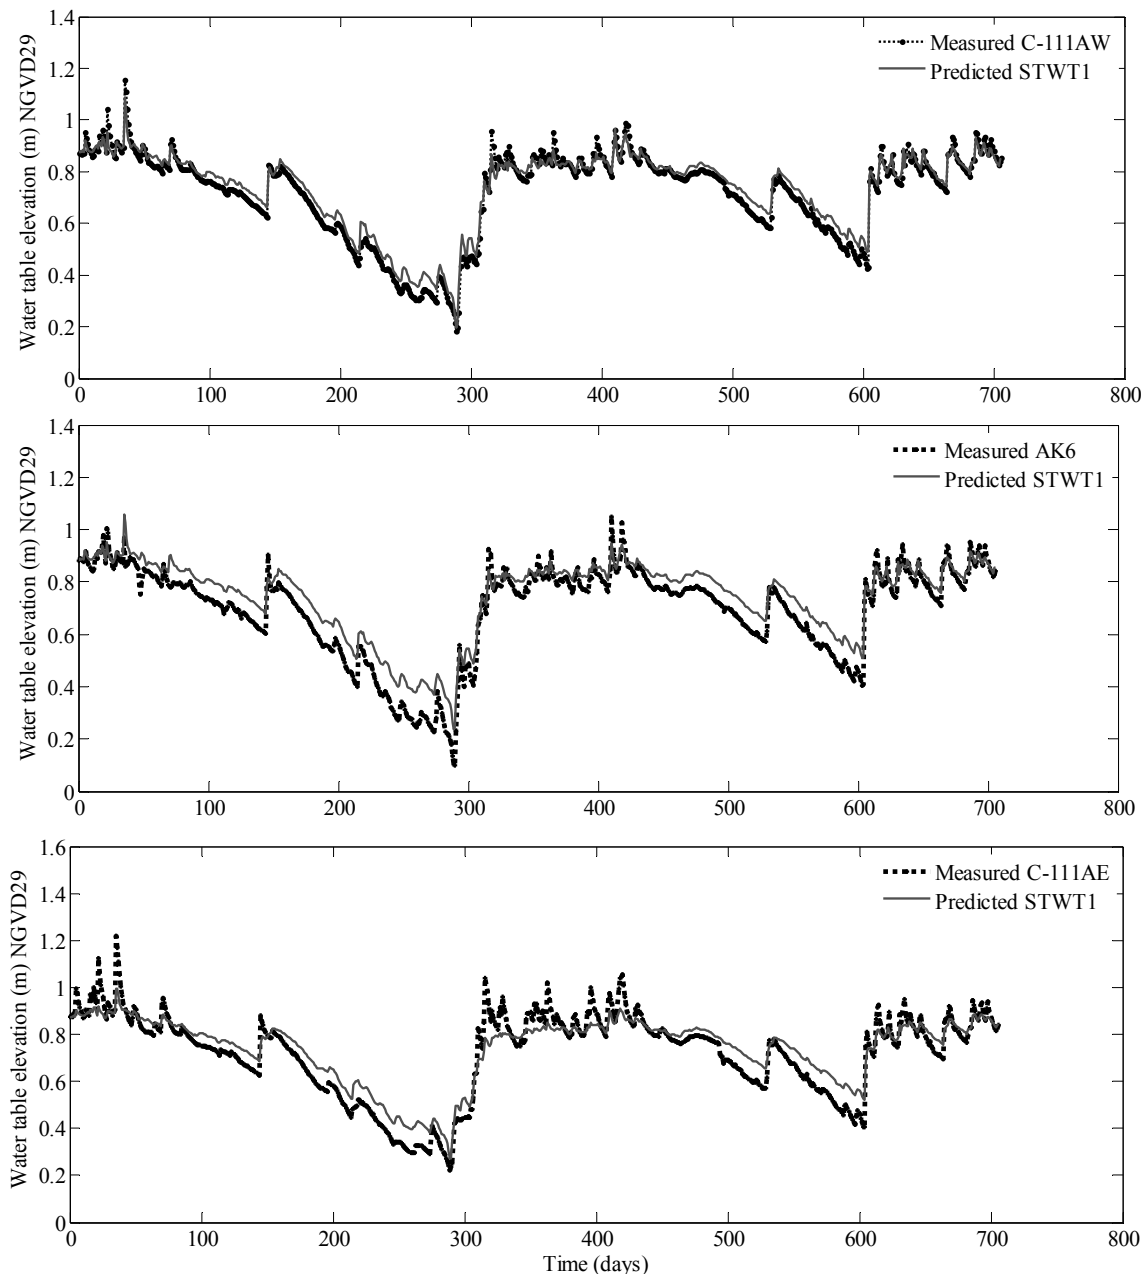 1.4
1.2
1
0.8
0.6
0.4
0.2
0
Water table elevation (m) NGVD29
Measured C-111AW
Predicted STWT1
0 100 200 300 400 500 600 700 800
1.4
1.2
1
0.8
0.6
0.4
0.2
0
Water table elevation (m) NGVD29
Measured AK6
Predicted STWT1
0 100 200 300 400 500 600 700 800
1.6
1.4
1.2
1
0.8
0.6
0.4
0.2
0
Water table elevation (m) NGVD29
Measured C-111AE
Predicted STWT1
0 100 200 300 400 500 600 700 800
Time (days)